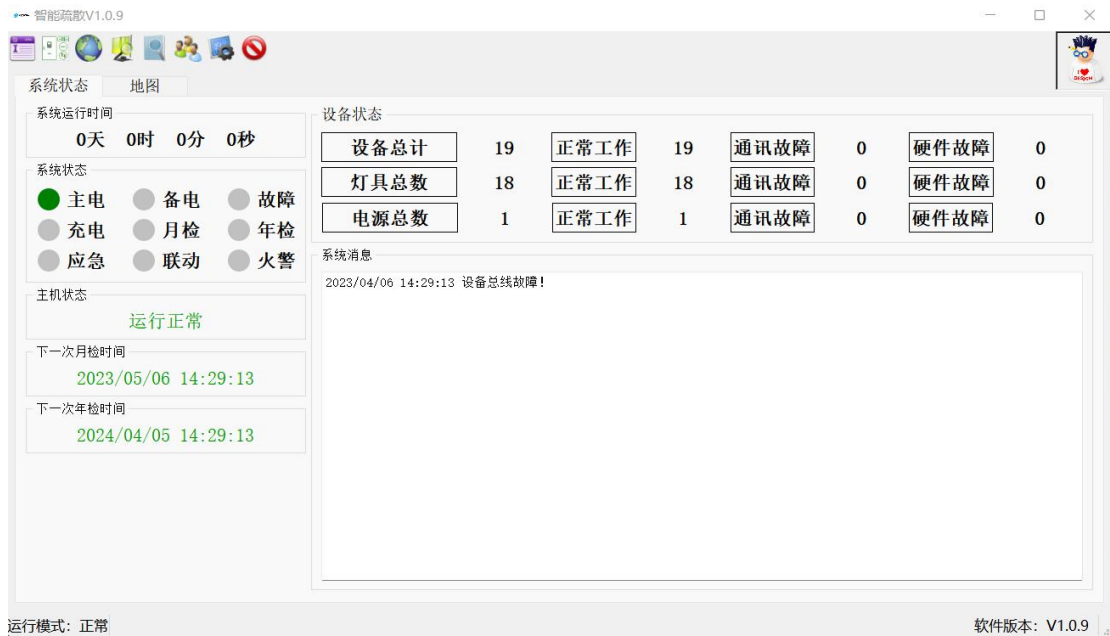 智能疏散V1.0.9
系统状态 地图
系统运行时间
0天 0时 0分 0秒
系统状态
主电 备电 故障
充电 月检 年检
应急 联动 火警
主机状态
运行正常
下一次月检时间
2023/05/06 14:29:13
下一次年检时间
2024/04/05 14:29:13
设备状态
设备总计 19 正常工作 19 通讯故障 0 硬件故障 0
灯具总数 18 正常工作 18 通讯故障 0 硬件故障 0
电源总数 1 正常工作 1 通讯故障 0 硬件故障 0
系统消息
2023/04/06 14:29:13 设备总线故障!
运行模式: 正常
软件版本: V1.0.9